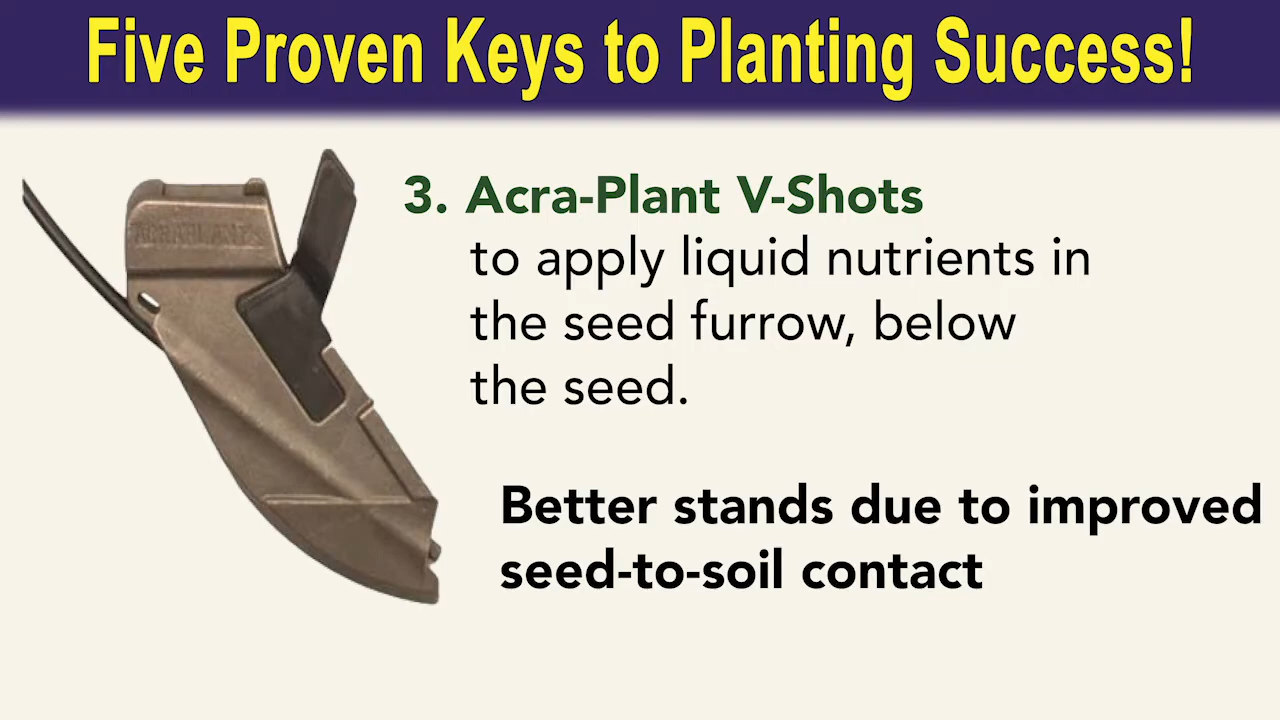 Five Proven Keys to Planting Success!
ACRAPLANT
3. Acra-Plant V-Shots
to apply liquid nutrients in
the seed furrow, below
the seed.
Better stands due to improved
seed-to-soil contact